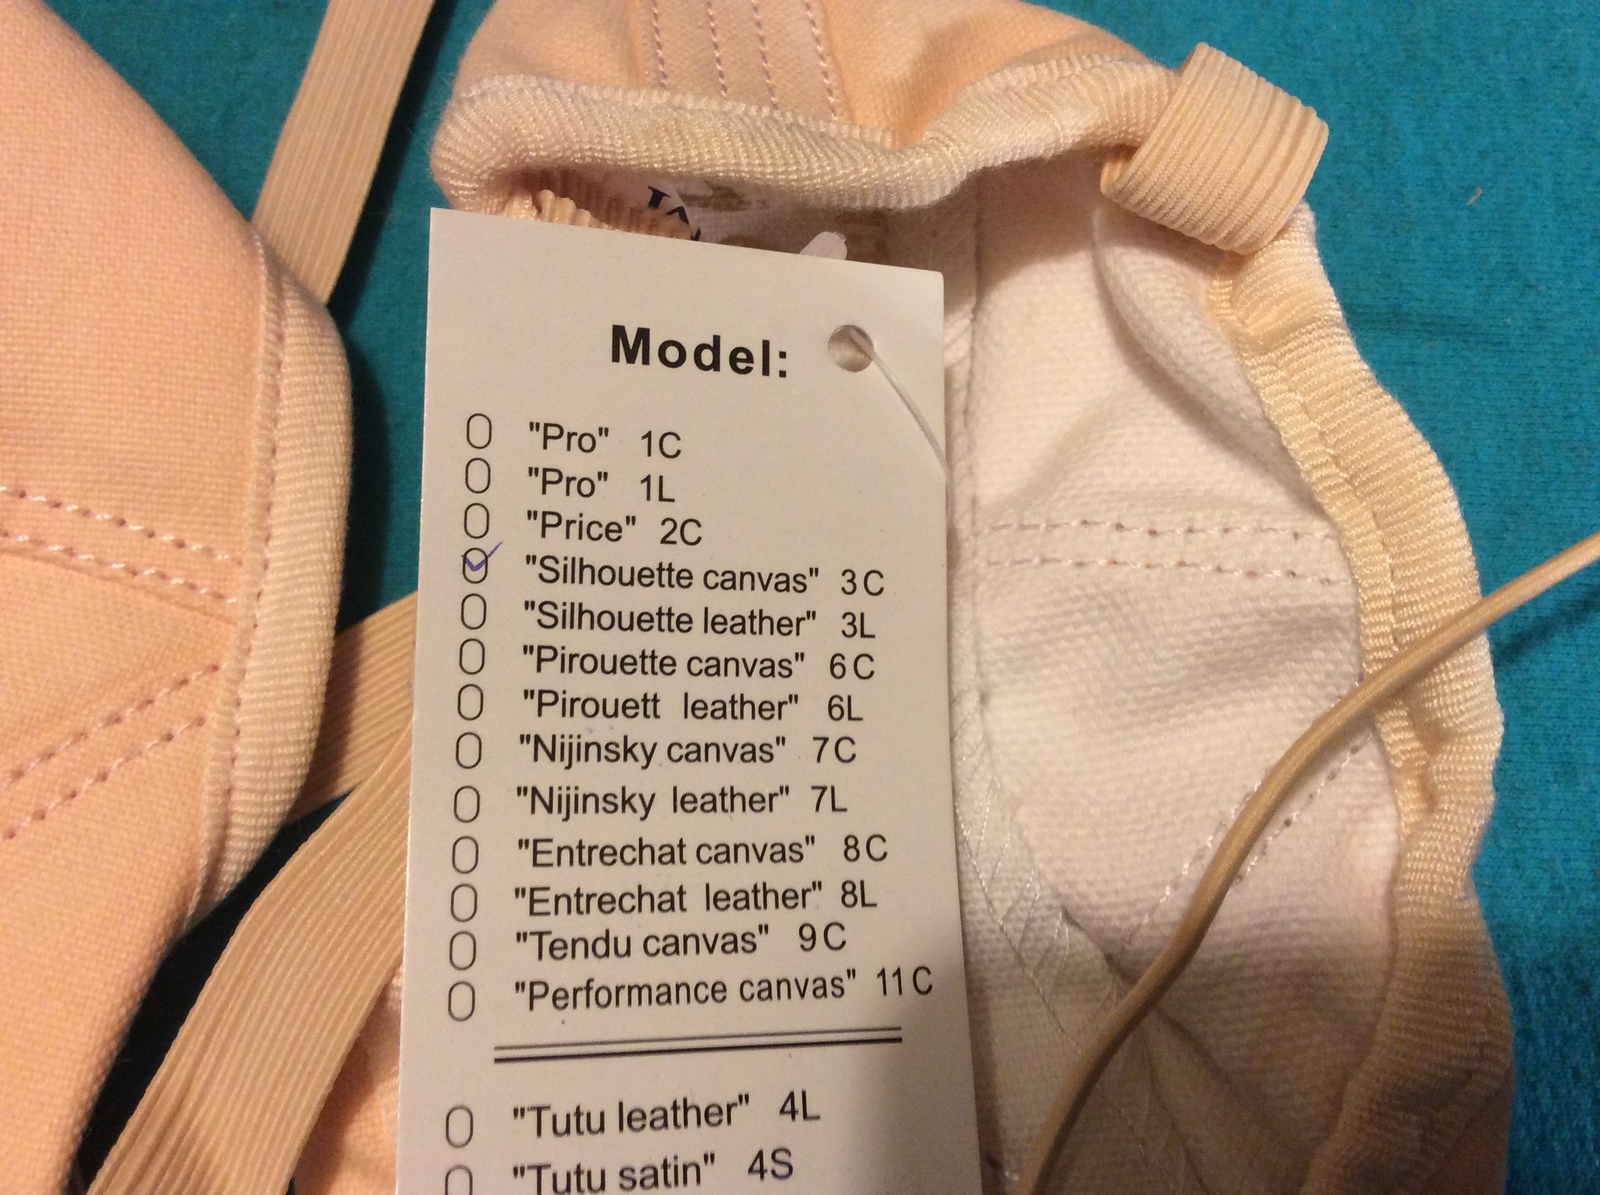 Model:
"Pro" 1C
"Pro" 1L
"Price" 2C
"Silhouette canvas" 3C
"Silhouette leather" 3L
"Pirouette canvas" 6C
"Pirouett leather" 6L
"Nijinsky canvas" 7C
"Nijinsky leather" 7L
"Entrechat canvas" 8C
"Entrechat leather" 8L
"Tendu canvas" 9C
"Performance canvas" 11C
"Tutu leather" 4L
"Tutu satin" 4S